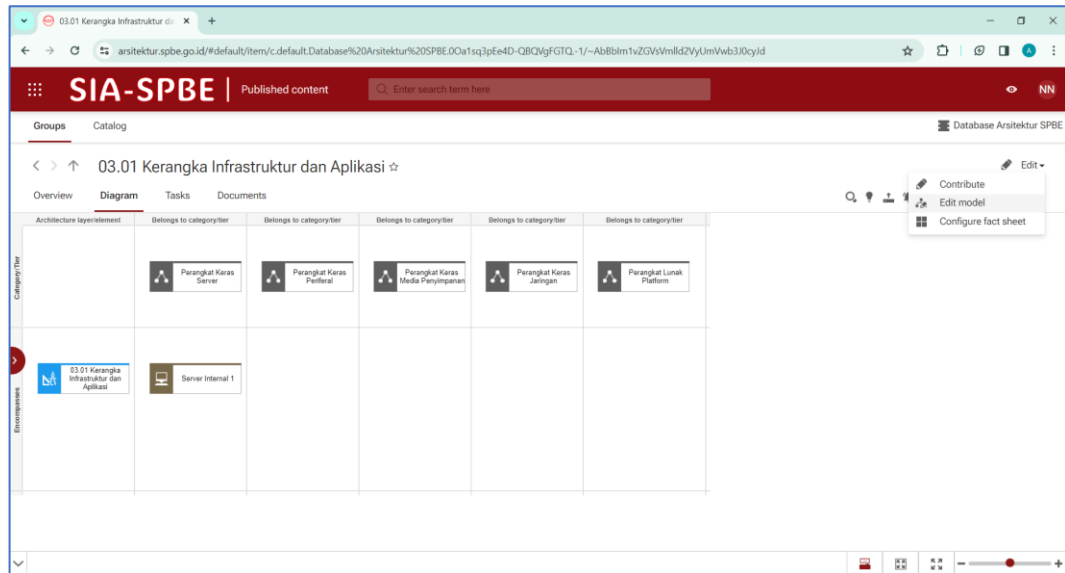 03.01 Kerangka Infrastruktur da
arsitektur.spbe.go.id/#default/item/c.default.Database%20Arsitektur%20SPBE.0Oa1sq3pEe4D-QBQVgFGTQ.-1/~AbBbIm1vZGVsVmlld2VyUmVwb3J0cyJd
A
SIA-SPBE | Published content
Enter search term here
NN
Groups Catalog
Database Arsitektur SPBE
03.01 Kerangka Infrastruktur dan Aplikasi
Edit
Overview Diagram Tasks Documents
Contribute
Edit model
Configure fact sheet
Architecture layer/element Belongs to category/tier Belongs to category/tier Belongs to category/tier Belongs to category/tier Belongs to category/tier
Category/Tier
Perangkat Keras
Server
Perangkat Keras
Periferal
Perangkat Keras
Media Penyimpanan
Perangkat Keras
Jaringan
Perangkat Lunak
Platform
Encompasses
03.01 Kerangka
Infrastruktur dan
Aplikasi
Server Internal 1